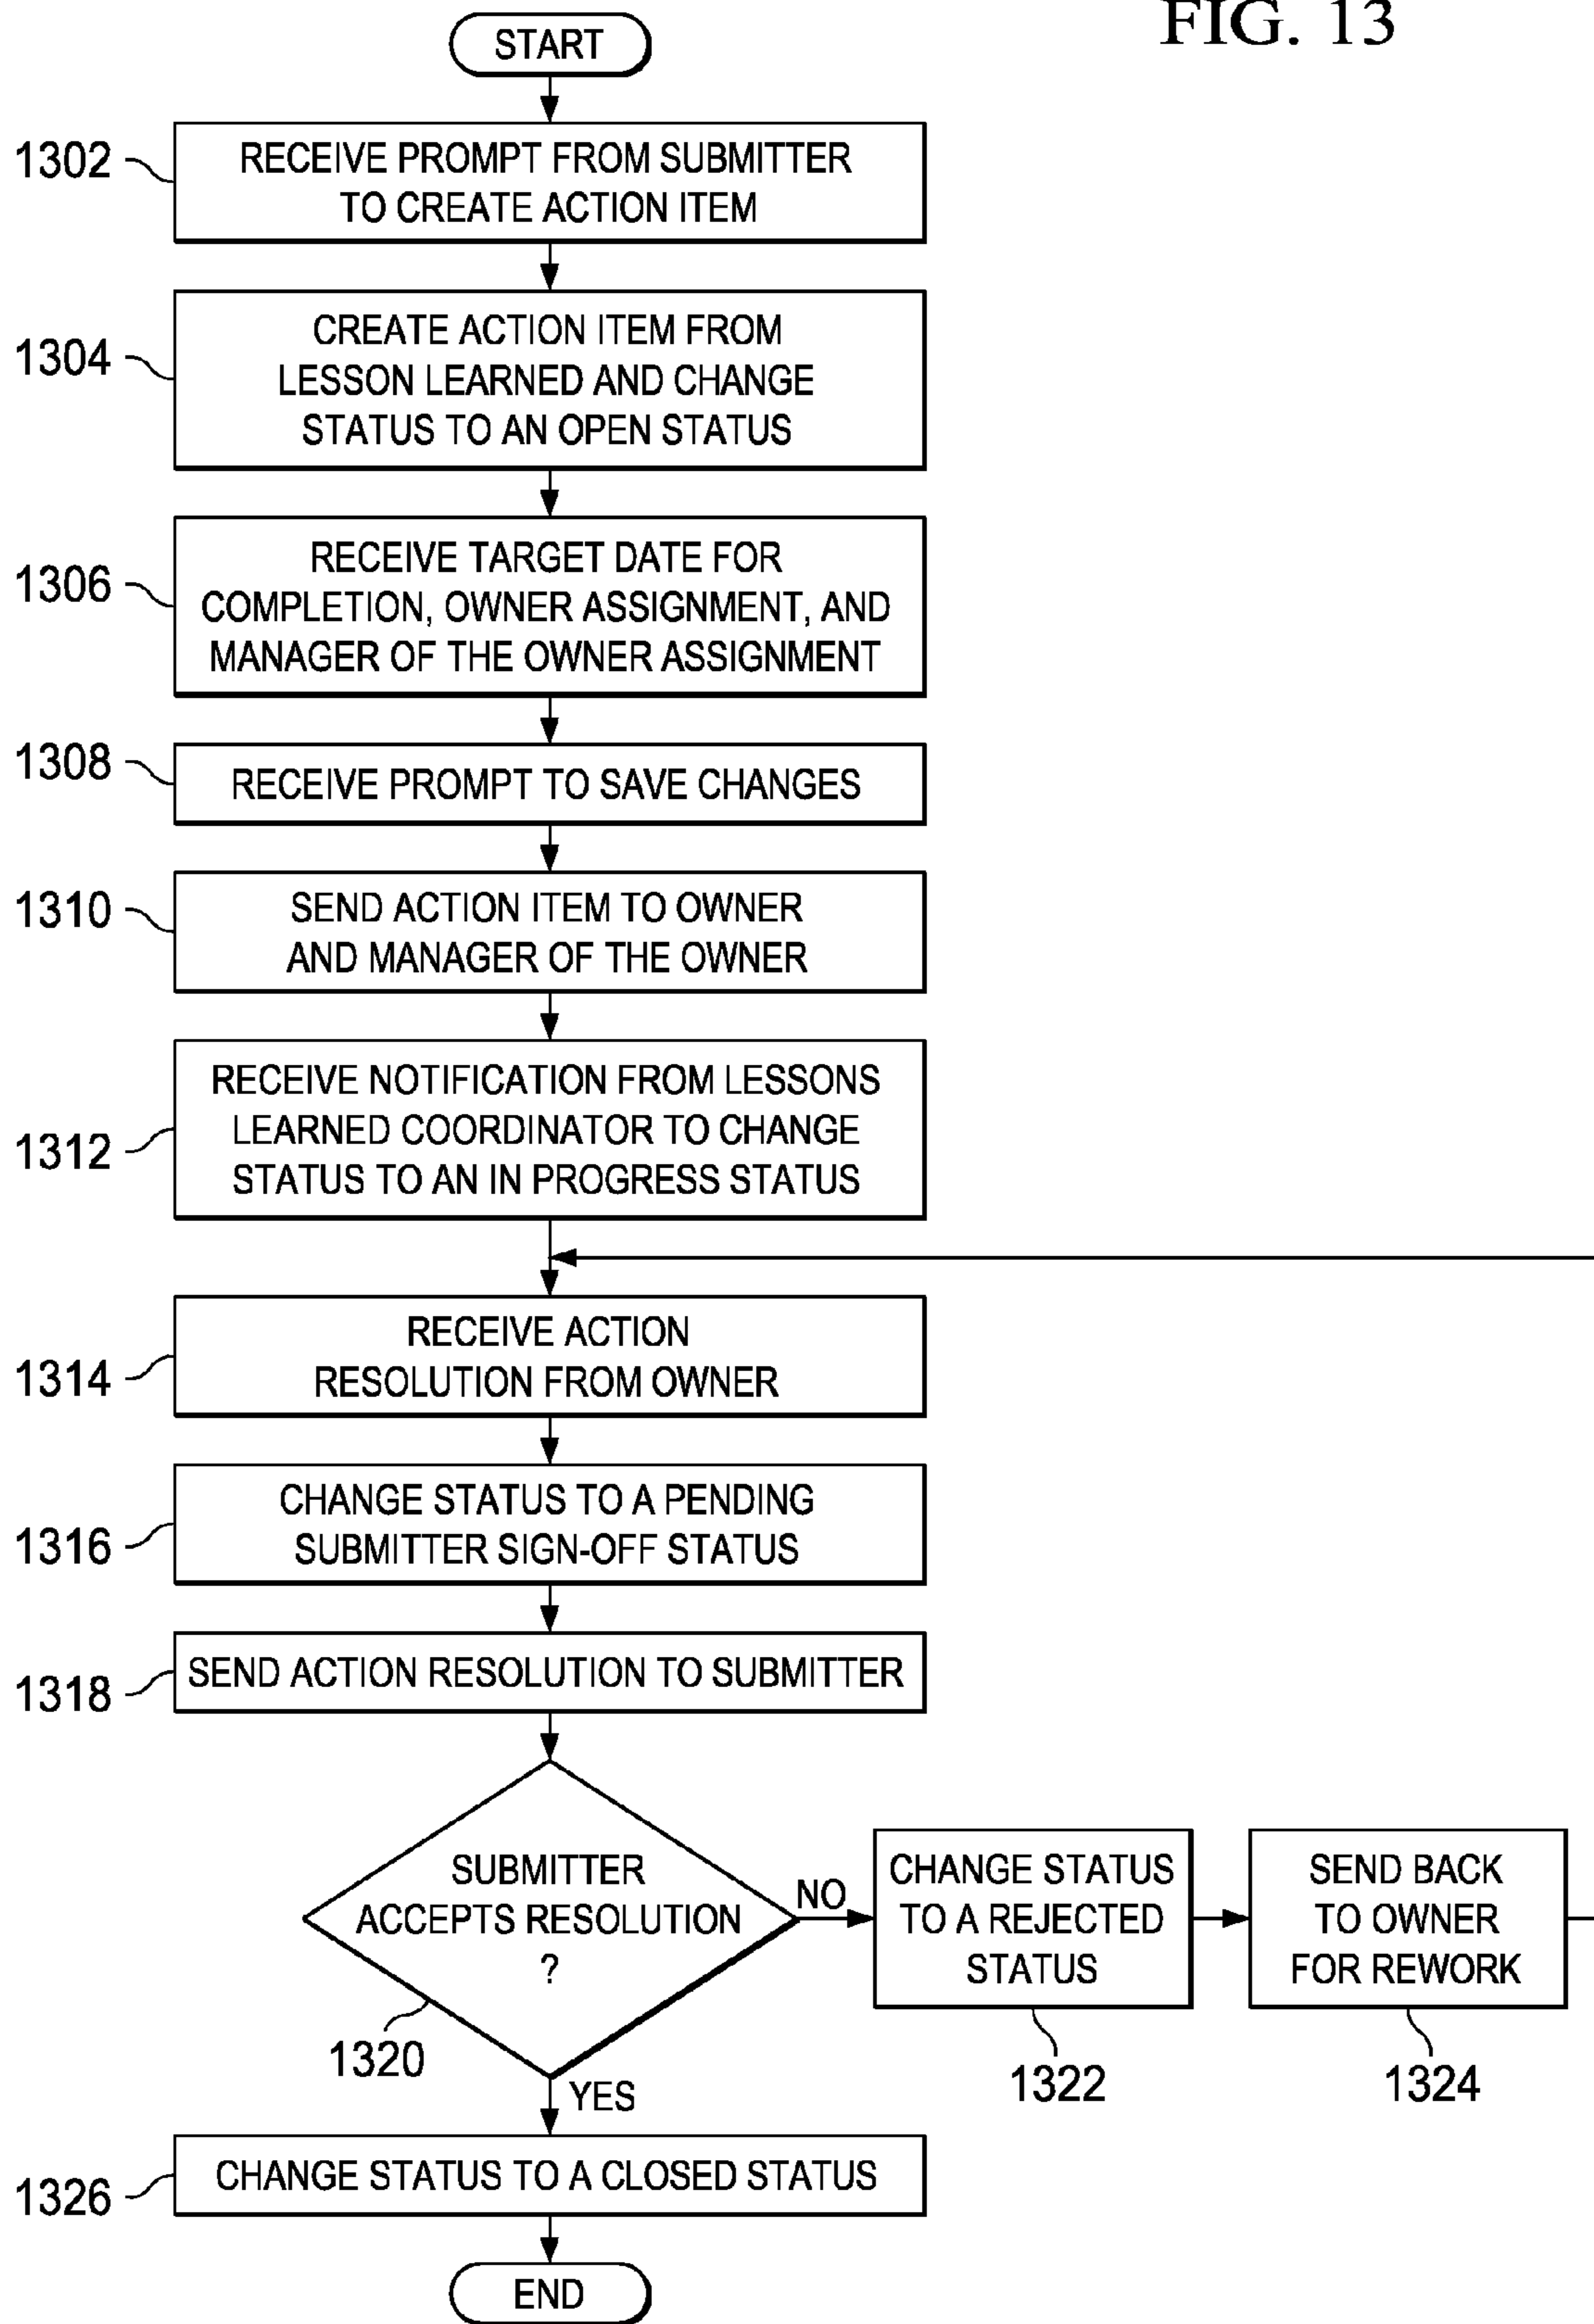 FIG. 13
START
1302
RECEIVE PROMPT FROM SUBMITTER
TO CREATE ACTION ITEM
1304
CREATE ACTION ITEM FROM
LESSON LEARNED AND CHANGE
STATUS TO AN OPEN STATUS
1306
RECEIVE TARGET DATE FOR
COMPLETION, OWNER ASSIGNMENT, AND
MANAGER OF THE OWNER ASSIGNMENT
1308
RECEIVE PROMPT TO SAVE CHANGES
1310
SEND ACTION ITEM TO OWNER
AND MANAGER OF THE OWNER
1312
RECEIVE NOTIFICATION FROM LESSONS
LEARNED COORDINATOR TO CHANGE
STATUS TO AN IN PROGRESS STATUS
1314
RECEIVE ACTION
RESOLUTION FROM OWNER
1316
CHANGE STATUS TO A PENDING
SUBMITTER SIGN-OFF STATUS
1318
SEND ACTION RESOLUTION TO SUBMITTER
SUBMITTER
ACCEPTS RESOLUTION
?
1320
NO
CHANGE STATUS
TO A REJECTED
STATUS
1322
SEND BACK
TO OWNER
FOR REWORK
1324
YES
1326
CHANGE STATUS TO A CLOSED STATUS
END